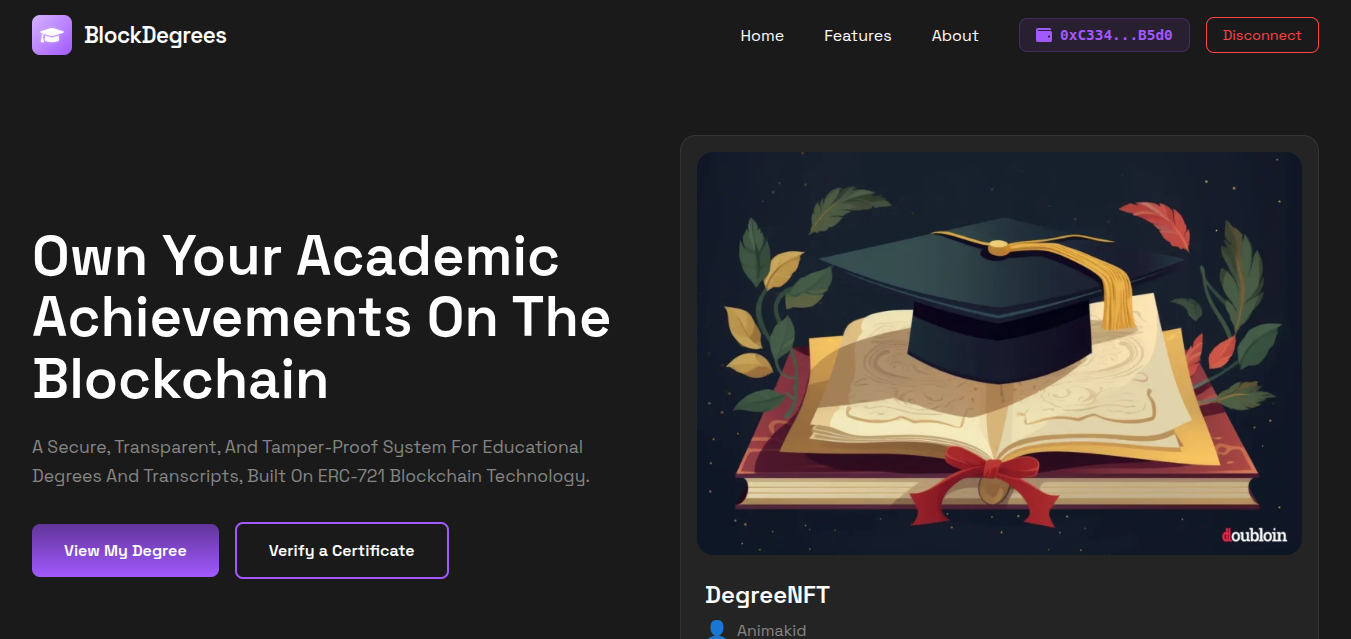 BlockDegrees
Home
Features
About
0xC334...B5d0
Disconnect
Own Your Academic
Achievements On The
Blockchain
A Secure, Transparent, And Tamper-Proof System For Educational
Degrees And Transcripts, Built On ERC-721 Blockchain Technology.
View My Degree
Verify a Certificate
doubloin
DegreeNFT
Animakid